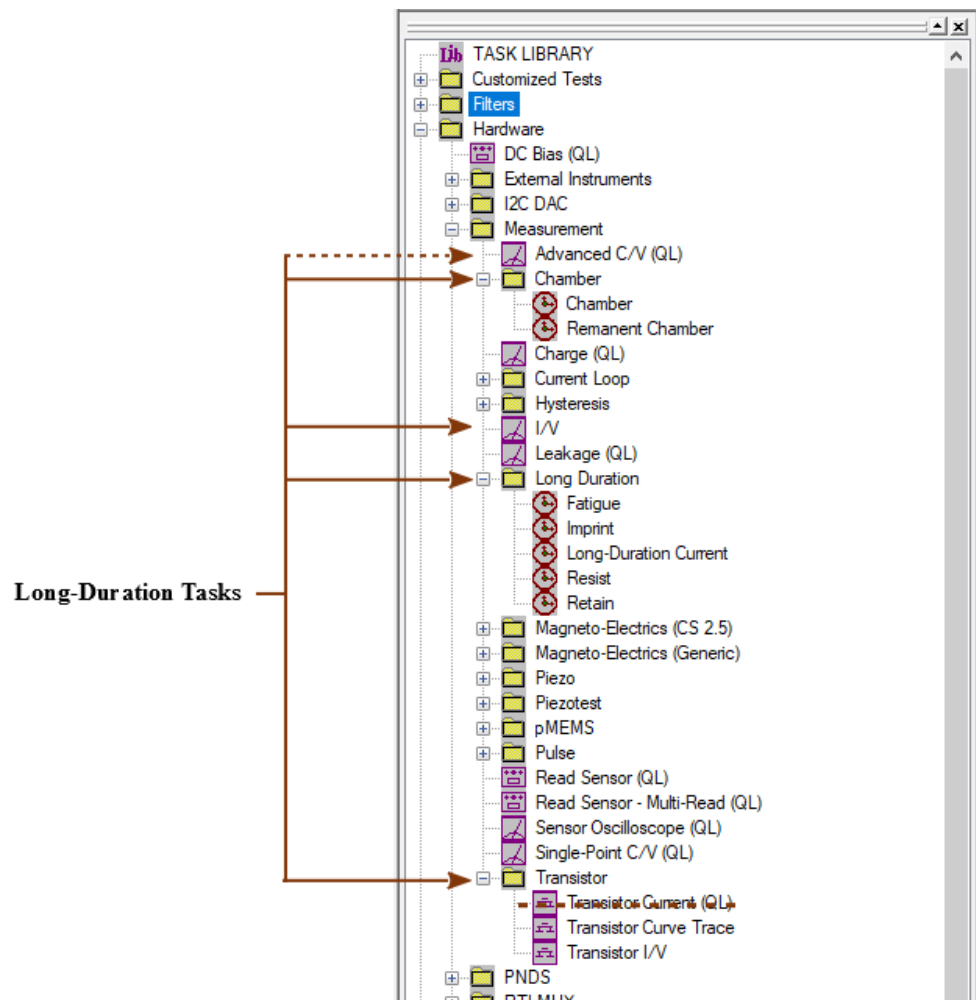 Lib TASK LIBRARY
Customized Tests
Filters
Hardware
DC Bias (QL)
External Instruments
I2C DAC
Measurement
Advanced C/V (QL)
Chamber
Chamber
Remanent Chamber
Charge (QL)
Current Loop
Hysteresis
I/V
Leakage (QL)
Long Duration
Fatigue
Imprint
Long-Duration Current
Resist
Long-Duration Tasks
Retain
Magneto-Electrics (CS 2.5)
Magneto-Electrics (Generic)
Piezo
Piezotest
pMEMS
Pulse
Read Sensor (QL)
Read Sensor - Multi-Read (QL)
Sensor Oscilloscope (QL)
Single-Point C/V (QL)
Transistor
Transistor Current (QL)
Transistor Curve Trace
Transistor I/V
PNDS